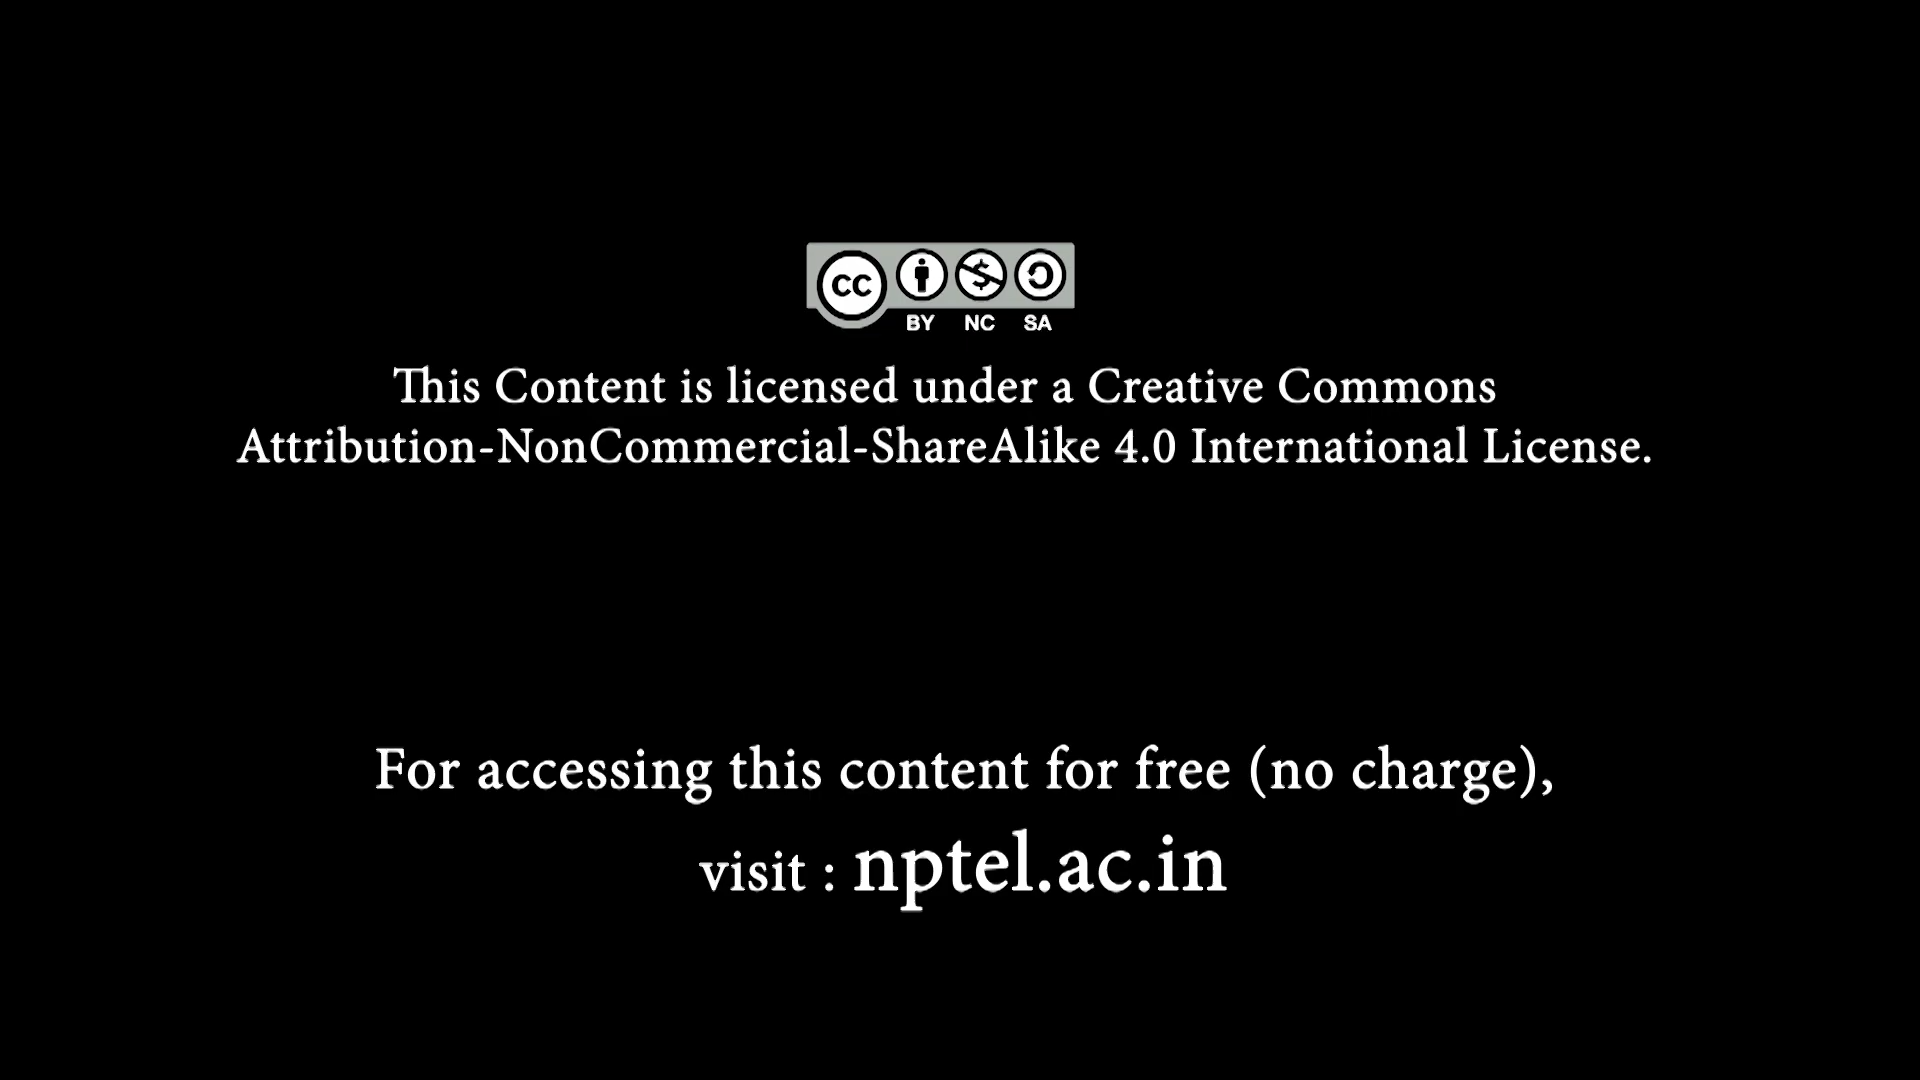 cc
BY NC SA
This Content is licensed under a Creative Commons
Attribution-NonCommercial-ShareAlike 4.0 International License.
For accessing this content for free (no charge),
visit : nptel.ac.in